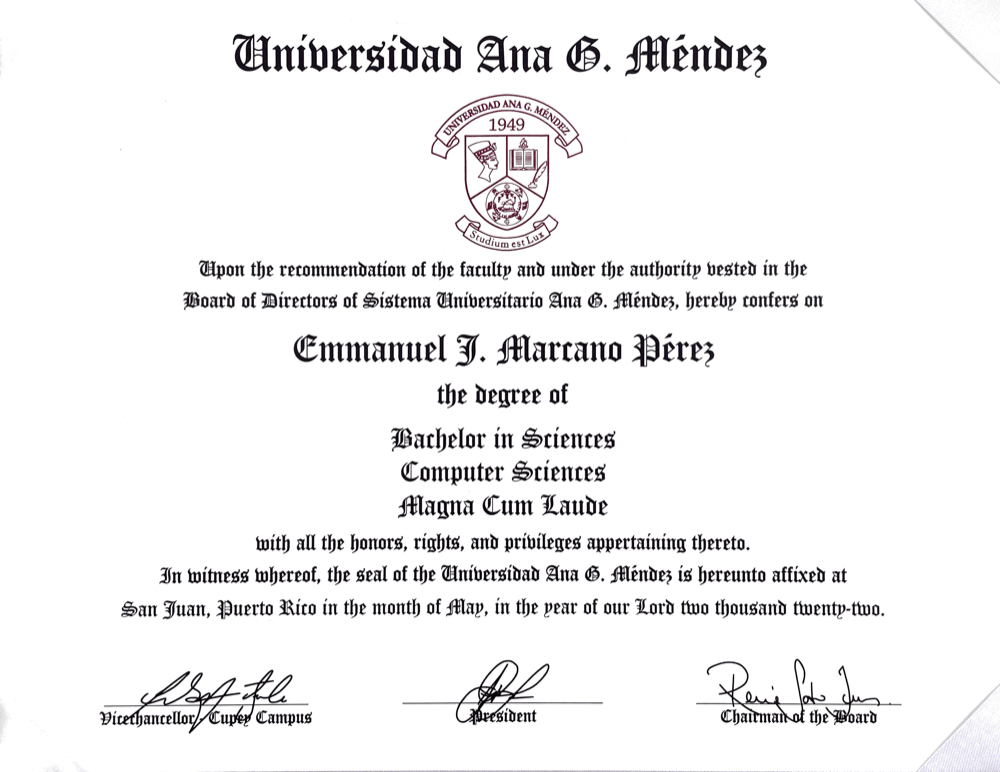 Universidad Ana G. Méndez
UNIVERSIDAD ANA G. MÉNDEZ
1949
Studium est Lux
Upon the recommendation of the faculty and under the authority vested in the
Board of Directors of Sistema Universitario Ana G. Méndez, hereby confers on
Emmanuel J. Marcano Pérez
the degree of
Bachelor in Sciences
Computer Sciences
Magna Cum Laude
with all the honors, rights, and privileges appertaining thereto.
In witness whereof, the seal of the Universidad Ana G. Méndez is hereunto affixed at
San Juan, Puerto Rico in the month of May, in the year of our Lord two thousand twenty-two.
Vicechancellor, Cupey Campus
President
Chairman of the Board